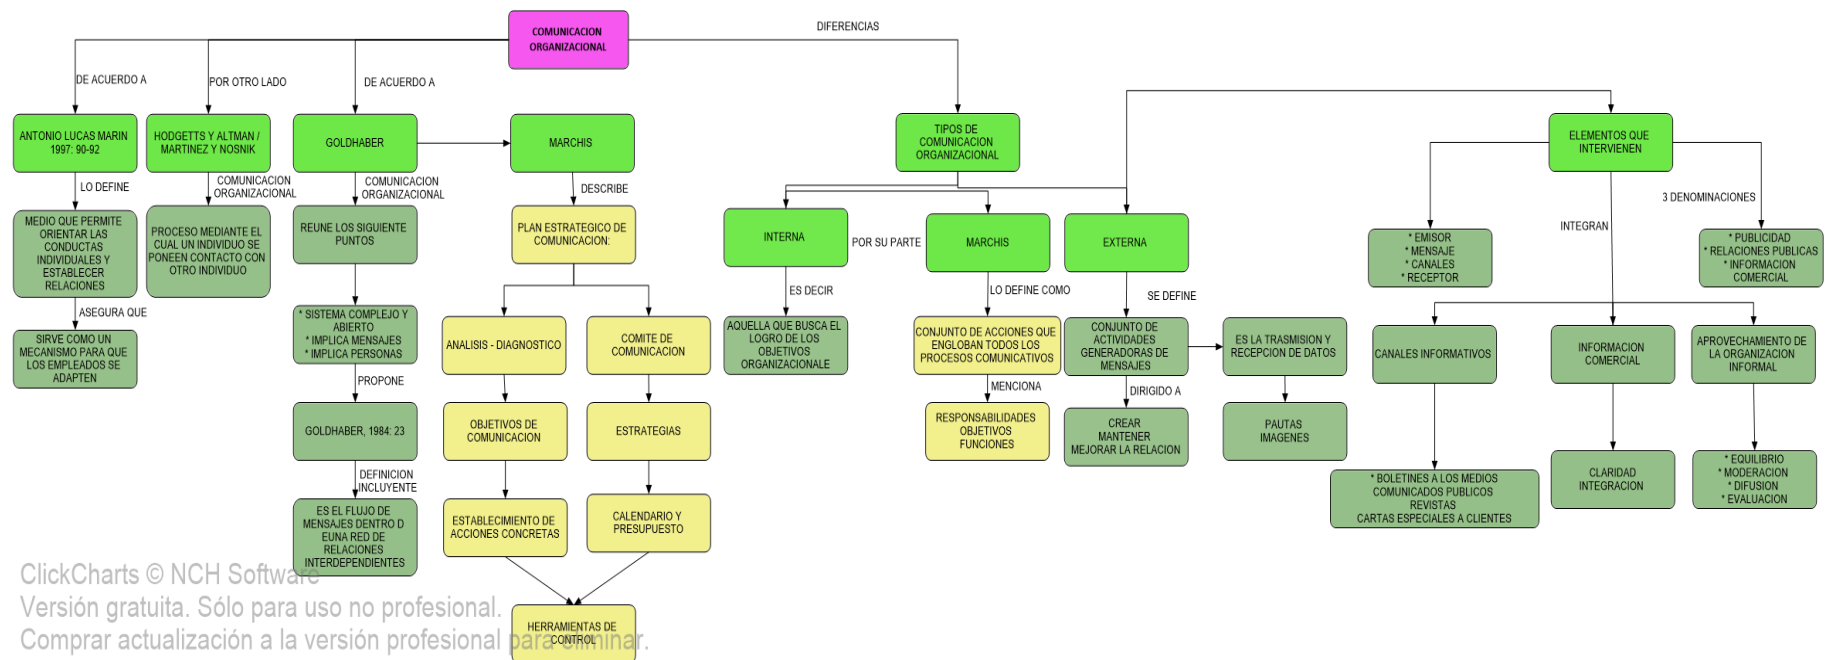 COMUNICACION
ORGANIZACIONAL
DIFERENCIAS
DE ACUERDO A
POR OTRO LADO
DE ACUERDO A
ANTONIO LUCAS MARIN
1997: 90-92
HODGETTS Y ALTMAN /
MARTINEZ Y NOSNIK
GOLDHABER
MARCHIS
TIPOS DE
COMUNICACION
ORGANIZACIONAL
ELEMENTOS QUE
INTERVIENEN
LO DEFINE
COMUNICACION
ORGANIZACIONAL
COMUNICACION
ORGANIZACIONAL
DESCRIBE
3 DENOMINACIONES
MEDIO QUE PERMITE
ORIENTAR LAS
CONDUCTAS
INDIVIDUALES Y
ESTABLECER
RELACIONES
PROCESO MEDIANTE EL
CUAL UN INDIVIDUO SE
PONEEN CONTACTO CON
OTRO INDIVIDUO
REUNE LOS SIGUIENTE
PUNTOS
PLAN ESTRATEGICO DE
COMUNICACION:
INTERNA
POR SU PARTE
MARCHIS
EXTERNA
* EMISOR
* MENSAJE
* CANALES
* RECEPTOR
INTEGRAN
* PUBLICIDAD
* RELACIONES PUBLICAS
* INFORMACION
COMERCIAL
ASEGURA QUE
ES DECIR
LO DEFINE COMO
SE DEFINE
SIRVE COMO UN
MECANISMO PARA QUE
LOS EMPLEADOS SE
ADAPTEN
* SISTEMA COMPLEJO Y
ABIERTO
* IMPLICA MENSAJES
* IMPLICA PERSONAS
ANALISIS - DIAGNOSTICO
COMITE DE
COMUNICACION
AQUELLA QUE BUSCA EL
LOGRO DE LOS
OBJETIVOS
ORGANIZACIONALE
CONJUNTO DE ACCIONES QUE
ENGLOBAN TODOS LOS
PROCESOS COMUNICATIVOS
CONJUNTO DE
ACTIVIDADES
GENERADORAS DE
MENSAJES
ES LA TRASMISION Y
RECEPCION DE DATOS
CANALES INFORMATIVOS
INFORMACION
COMERCIAL
APROVECHAMIENTO DE
LA ORGANIZACION
INFORMAL
PROPONE
MENCIONA
DIRIGIDO A
GOLDHABER, 1984: 23
OBJETIVOS DE
COMUNICACION
ESTRATEGIAS
RESPONSABILIDADES
OBJETIVOS
FUNCIONES
CREAR
MANTENER
MEJORAR LA RELACION
PAUTAS
IMAGENES
DEFINICION
INCLUYENTE
* BOLETINES A LOS MEDIOS
COMUNICADOS PUBLICOS
REVISTAS
CARTAS ESPECIALES A CLIENTES
CLARIDAD
INTEGRACION
* EQUILIBRIO
* MODERACION
* DIFUSION
* EVALUACION
ES EL FLUJO DE
MENSAJES DENTRO D
EUNA RED DE
RELACIONES
INTERDEPENDIENTES
ESTABLECIMIENTO DE
ACCIONES CONCRETAS
CALENDARIO Y
PRESUPUESTO
HERRAMIENTAS DE
CONTROL
ClickCharts © NCH Software
Versión gratuita. Sólo para uso no profesional.
Comprar actualización a la versión profesional para eliminar.